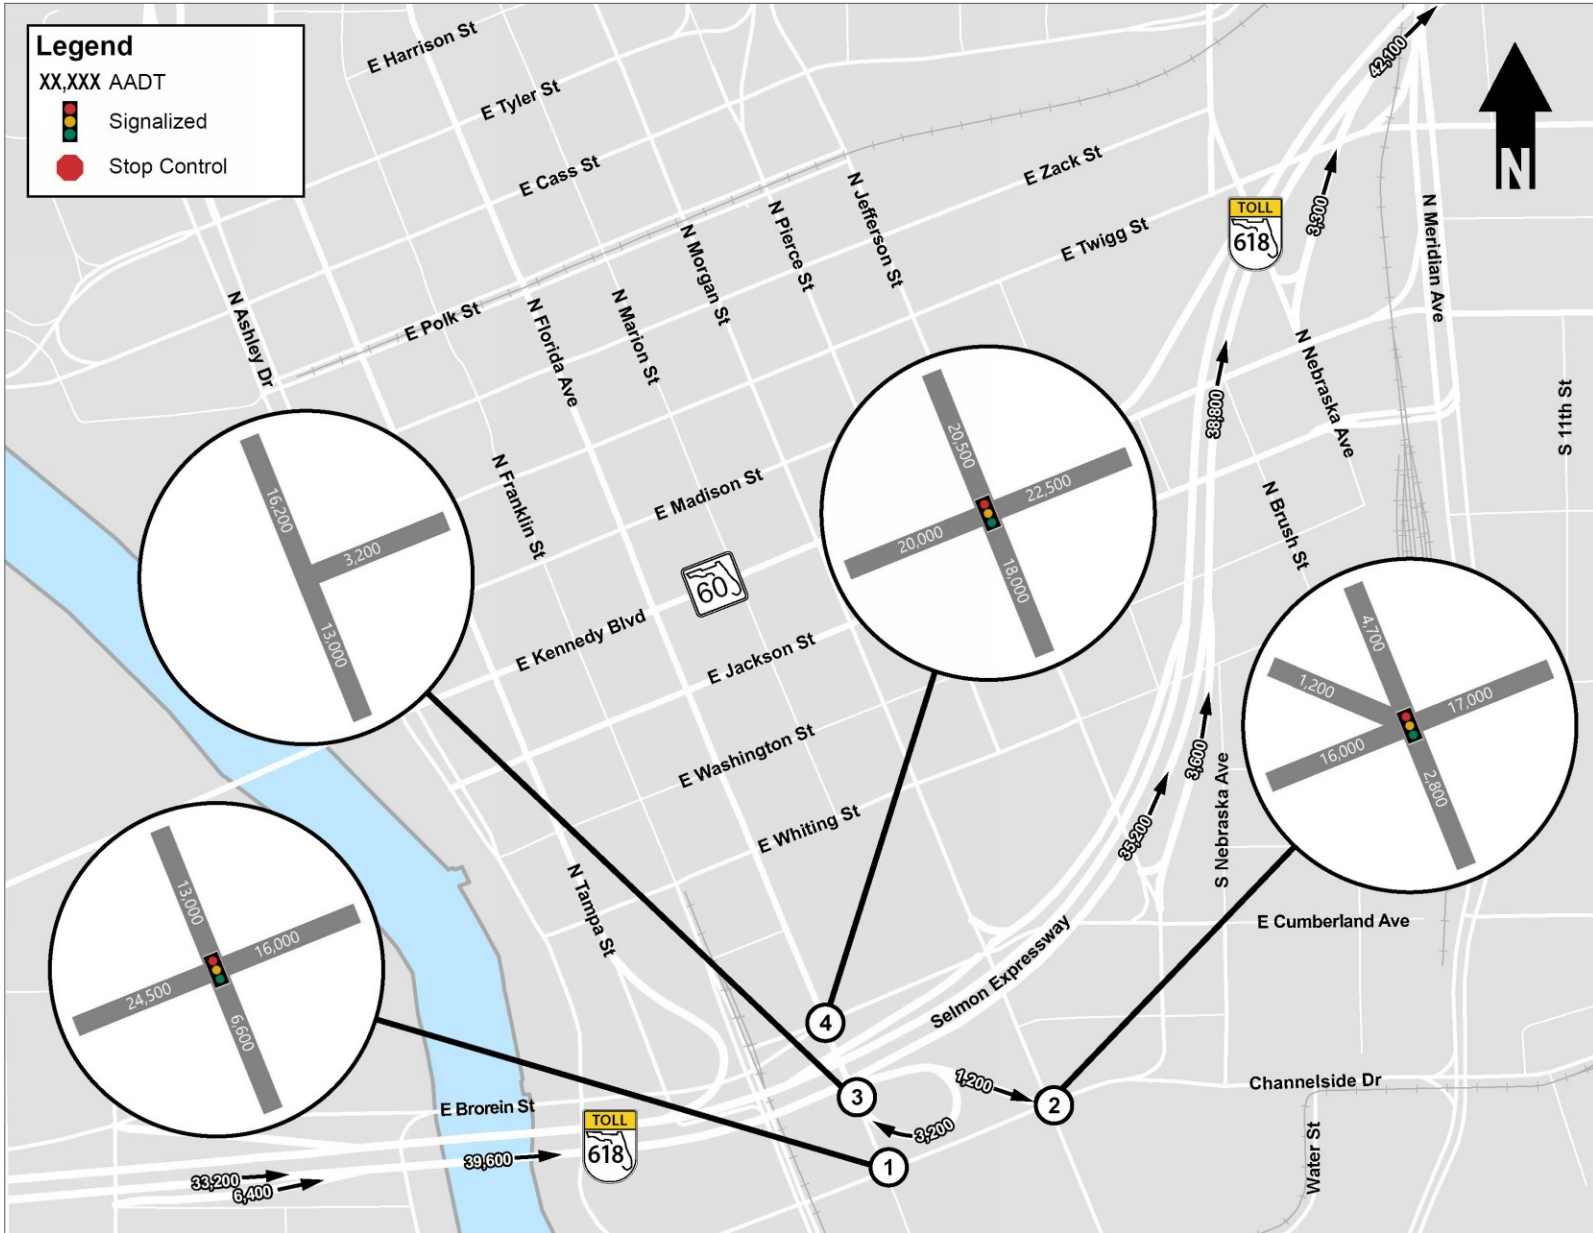 Legend
XX,XXX AADT
Signalized
Stop Control
N
E Harrison St
E Tyler St
E Cass St
E Polk St
E Zack St
E Twigg St
E Madison St
E Kennedy Blvd
E Jackson St
E Washington St
E Whiting St
E Cumberland Ave
Channelside Dr
E Brorein St
Selmon Expressway
N Ashley Dr
N Florida Ave
N Marion St
N Morgan St
N Pierce St
N Jefferson St
N Franklin St
N Tampa St
N Nebraska Ave
N Brush St
N Meridian Ave
S 11th St
S Nebraska Ave
Water St
60
TOLL
618
TOLL
618
42,100
3,300
38,800
3,600
35,200
1,200
3,200
39,600
33,200
6,400
16,200
3,200
13,000
20,500
22,500
20,000
18,000
4,700
1,200
17,000
16,000
2,800
13,000
16,000
24,500
6,600
4
3
2
1